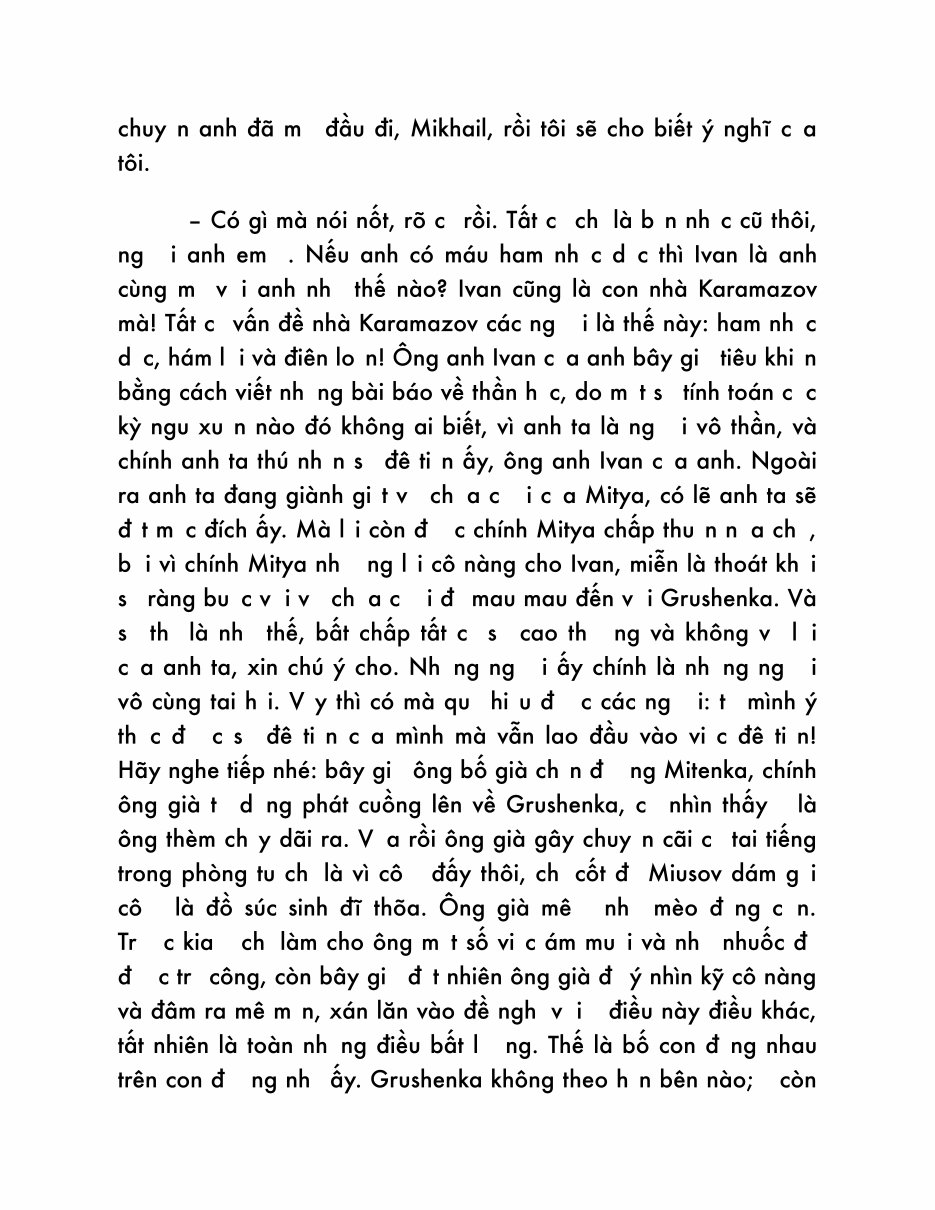 chuy n anh đã m   đầu đi, Mikhail, rồi tôi sẽ cho biết ý nghĩ c a
tôi.
– Có gì mà nói nốt, rõ c   rồi. Tất c   ch  là b n nh c cũ thôi,
ng   i anh em   . Nếu anh có máu ham nh c d c thì Ivan là anh
cùng m   v i anh nh   thế nào? Ivan cũng là con nhà Karamazov
mà! Tất c   vấn đề nhà Karamazov các ng   i là thế này: ham nh c
d c, hám l i và điên lo n! Ông anh Ivan c a anh bây gi   tiêu khi n
bằng cách viết nh ng bài báo về thần h c, do m t s   tính toán c c
kỳ ngu xu n nào đó không ai biết, vì anh ta là ng   i vô thần, và
chính anh ta thú nh n s   đê ti n ấy, ông anh Ivan c a anh. Ngoài
ra anh ta đang giành gi t v   ch a c   i c a Mitya, có lẽ anh ta sẽ
đ t m c đích ấy. Mà l i còn đ   c chính Mitya chấp thu n n a ch  ,
b i vì chính Mitya nh   ng l i cô nàng cho Ivan, miễn là thoát kh i
s   ràng bu c v i v   ch a c   i đ   mau mau đến v i Grushenka. Và
s   th   là nh   thế, bất chấp tất c   s   cao th   ng và không v   l i
c a anh ta, xin chú ý cho. Nh ng ng   i ấy chính là nh ng ng   i
vô cùng tai h i. V y thì có mà qu   hi u đ   c các ng   i: t   mình ý
th c đ   c s   đê ti n c a mình mà vẫn lao đầu vào vi c đê ti n!
Hãy nghe tiếp nhé: bây gi   ông bố già ch n đ   ng Mitenka, chính
ông già t   d ng phát cuồng lên về Grushenka, c   nhìn thấy   là
ông thèm ch y dãi ra. V a rồi ông già gây chuy n cãi c   tai tiếng
trong phòng tu ch  là vì cô   đấy thôi, ch  cốt đ   Miusov dám g i
cô   là đồ súc sinh đĩ thõa. Ông già mê   nh   mèo đ ng c n.
Tr   c kia   ch  làm cho ông m t số vi c ám mu i và nh   nhuốc đ
đ   c tr   công, còn bây gi   đ t nhiên ông già đ   ý nhìn kỹ cô nàng
và đâm ra mê m n, xán lăn vào đề ngh   v i   điều này điều khác,
tất nhiên là toàn nh ng điều bất l   ng. Thế là bố con đ ng nhau
trên con đ   ng nh   ấy. Grushenka không theo h n bên nào;   còn